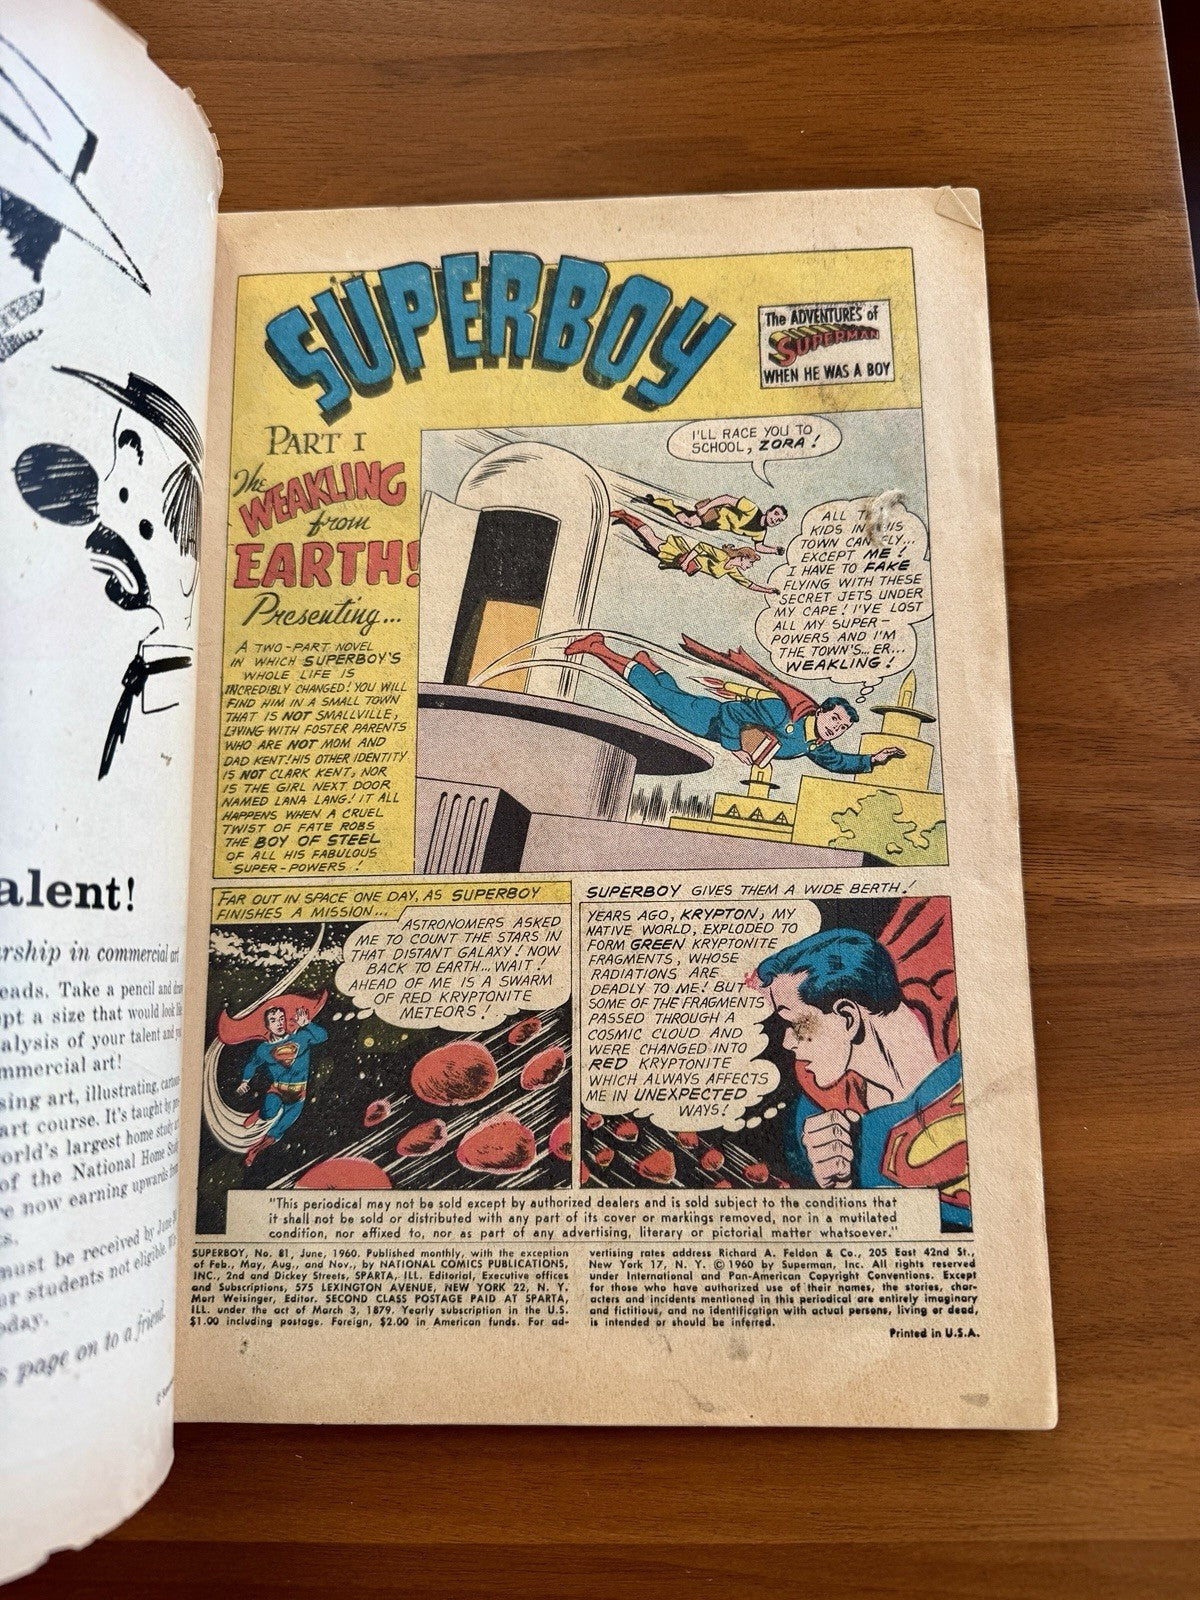 alent!
rship in commercial art
eads. Take a pencil and draw
ept a size that would look like
alysis of your talent and
mmercial art!
sing art, illustrating, cartoon
art course. It's taught by
orld's largest home study art
of the National Home Study
e now earning upwards from
s.
must be received by June
ur students not eligible.
oday.
s page on to a friend.
SUPERBOY
The ADVENTURES of
SUPERMAN
WHEN HE WAS A BOY
PART I
The
WEAKLING
from
EARTH!
Presenting...
A TWO-PART NOVEL
IN WHICH SUPERBOY'S
WHOLE LIFE IS
INCREDIBLY CHANGED! YOU WILL
FIND HIM IN A SMALL TOWN
THAT IS NOT SMALLVILLE,
LIVING WITH FOSTER PARENTS
WHO ARE NOT MOM AND
DAD KENT! HIS OTHER IDENTITY
IS NOT CLARK KENT, NOR
IS THE GIRL NEXT DOOR
NAMED LANA LANG! IT ALL
HAPPENS WHEN A CRUEL
TWIST OF FATE ROBS
THE BOY OF STEEL
OF ALL HIS FABULOUS
SUPER-POWERS!
I'LL RACE YOU TO
SCHOOL, ZORA!
ALL
KIDS IN THIS
TOWN CAN FLY...
EXCEPT ME!
I HAVE TO FAKE
FLYING WITH THESE
SECRET JETS UNDER
MY CAPE! I'VE LOST
ALL MY SUPER-
POWERS AND I'M
THE TOWN'S...ER...
WEAKLING!
FAR OUT IN SPACE ONE DAY, AS SUPERBOY
FINISHES A MISSION...
ASTRONOMERS ASKED
ME TO COUNT THE STARS IN
THAT DISTANT GALAXY! NOW
BACK TO EARTH...WAIT!
AHEAD OF ME IS A SWARM
OF RED KRYPTONITE
METEORS!
SUPERBOY GIVES THEM A WIDE BERTH!
YEARS AGO, KRYPTON, MY
NATIVE WORLD, EXPLODED TO
FORM GREEN KRYPTONITE
FRAGMENTS, WHOSE
RADIATIONS ARE
DEADLY TO ME! BUT
SOME OF THE FRAGMENTS
PASSED THROUGH A
COSMIC CLOUD AND
WERE CHANGED INTO
RED KRYPTONITE
WHICH ALWAYS AFFECTS
ME IN UNEXPECTED
WAYS!
"This periodical may not be sold except by authorized dealers and is sold subject to the conditions that
it shall not be sold or distributed with any part of its cover or markings removed, nor in a mutilated
condition, nor affixed to, nor as part of any advertising, literary or pictorial matter whatsoever."
SUPERBOY, No. 81, June, 1960. Published monthly, with the exception
of Feb., May, Aug., and Nov., by NATIONAL COMICS PUBLICATIONS,
INC., 2nd and Dickey Streets, SPARTA, ILL. Editorial, Executive offices
and Subscriptions, 575 LEXINGTON AVENUE, NEW YORK 22, N. Y.
Mort Weisinger, Editor. SECOND CLASS POSTAGE PAID AT SPARTA,
ILL. under the act of March 3, 1879. Yearly subscription in the U.S.
$1.00 including postage. Foreign, $2.00 in American funds. For ad-
vertising rates address Richard A. Feldon & Co., 205 East 42nd St.,
New York 17, N. Y. © 1960 by Superman, Inc. All rights reserved
under International and Pan-American Copyright Conventions. Except
for those who have authorized use of their names, the stories, char-
acters and incidents mentioned in this periodical are entirely imaginary
and fictitious, and no identification with actual persons, living or dead,
is intended or should be inferred.
Printed in U.S.A.